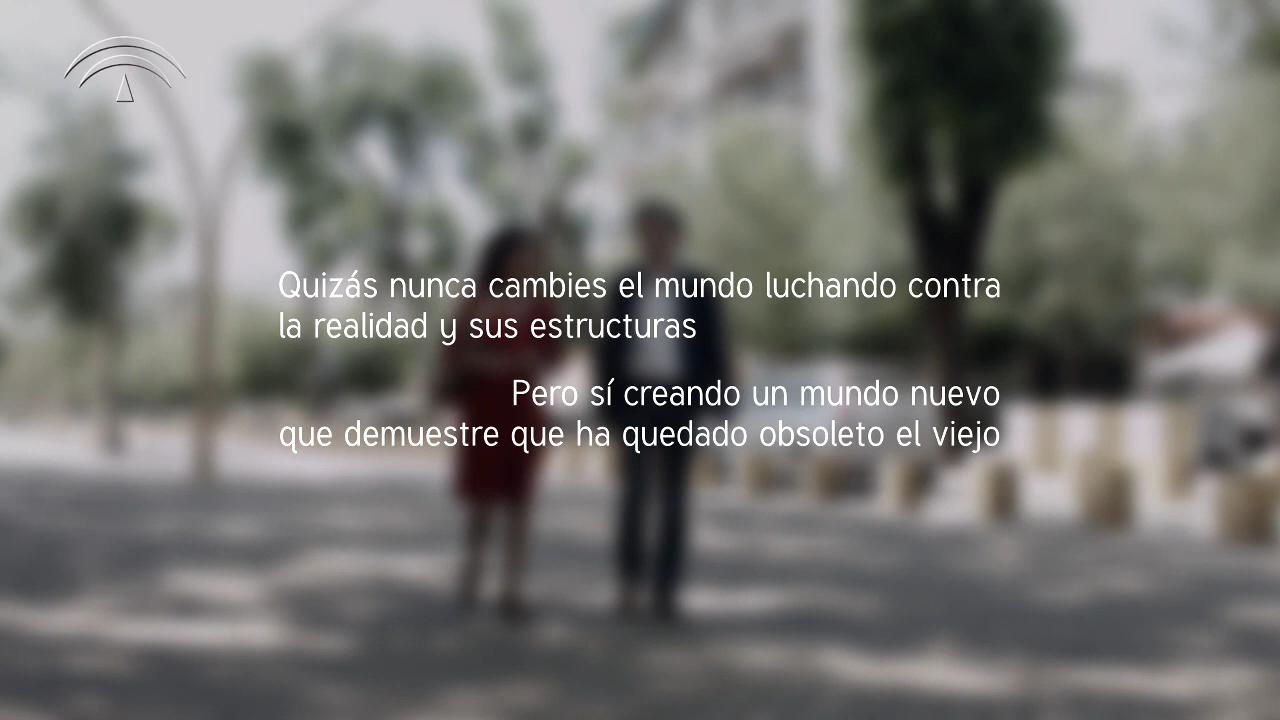 Quizás nunca cambies el mundo luchando contra
la realidad y sus estructuras
Pero sí creando un mundo nuevo
que demuestre que ha quedado obsoleto el viejo